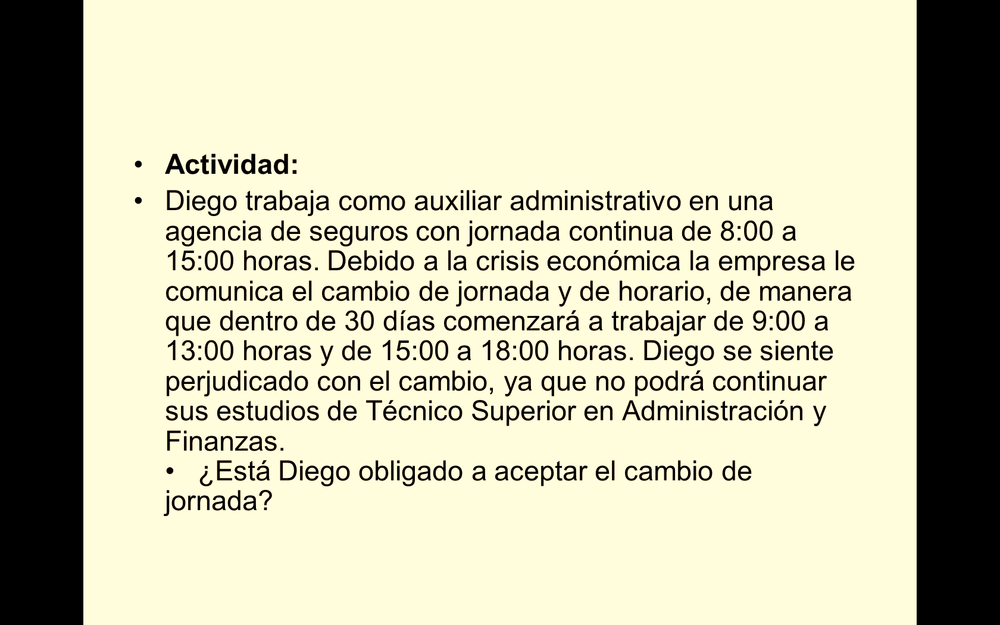 • Actividad:
• Diego trabaja como auxiliar administrativo en una
agencia de seguros con jornada continua de 8:00 a
15:00 horas. Debido a la crisis económica la empresa le
comunica el cambio de jornada y de horario, de manera
que dentro de 30 días comenzará a trabajar de 9:00 a
13:00 horas y de 15:00 a 18:00 horas. Diego se siente
perjudicado con el cambio, ya que no podrá continuar
sus estudios de Técnico Superior en Administración y
Finanzas.
• ¿Está Diego obligado a aceptar el cambio de
jornada?